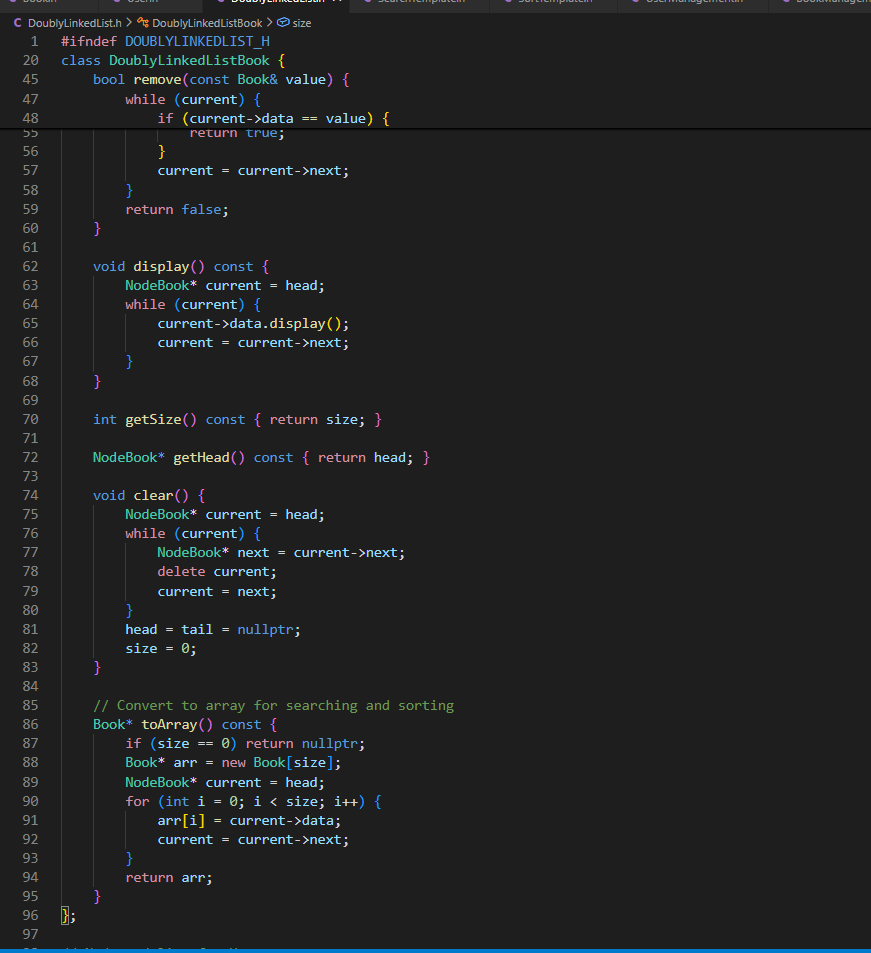 DoublyLinkedList.h > DoublyLinkedListBook > size
1 #ifndef DOUBLYLINKEDLIST_H
20 class DoublyLinkedListBook {
45 bool remove(const Book& value) {
47 while (current) {
48 if (current->data == value) {
55 return true;
56 }
57 current = current->next;
58 }
59 return false;
60 }
61
62 void display() const {
63 NodeBook* current = head;
64 while (current) {
65 current->data.display();
66 current = current->next;
67 }
68 }
69
70 int getSize() const { return size; }
71
72 NodeBook* getHead() const { return head; }
73
74 void clear() {
75 NodeBook* current = head;
76 while (current) {
77 NodeBook* next = current->next;
78 delete current;
79 current = next;
80 }
81 head = tail = nullptr;
82 size = 0;
83 }
84
85 // Convert to array for searching and sorting
86 Book* toArray() const {
87 if (size == 0) return nullptr;
88 Book* arr = new Book[size];
89 NodeBook* current = head;
90 for (int i = 0; i < size; i++) {
91 arr[i] = current->data;
92 current = current->next;
93 }
94 return arr;
95 }
96 };
97